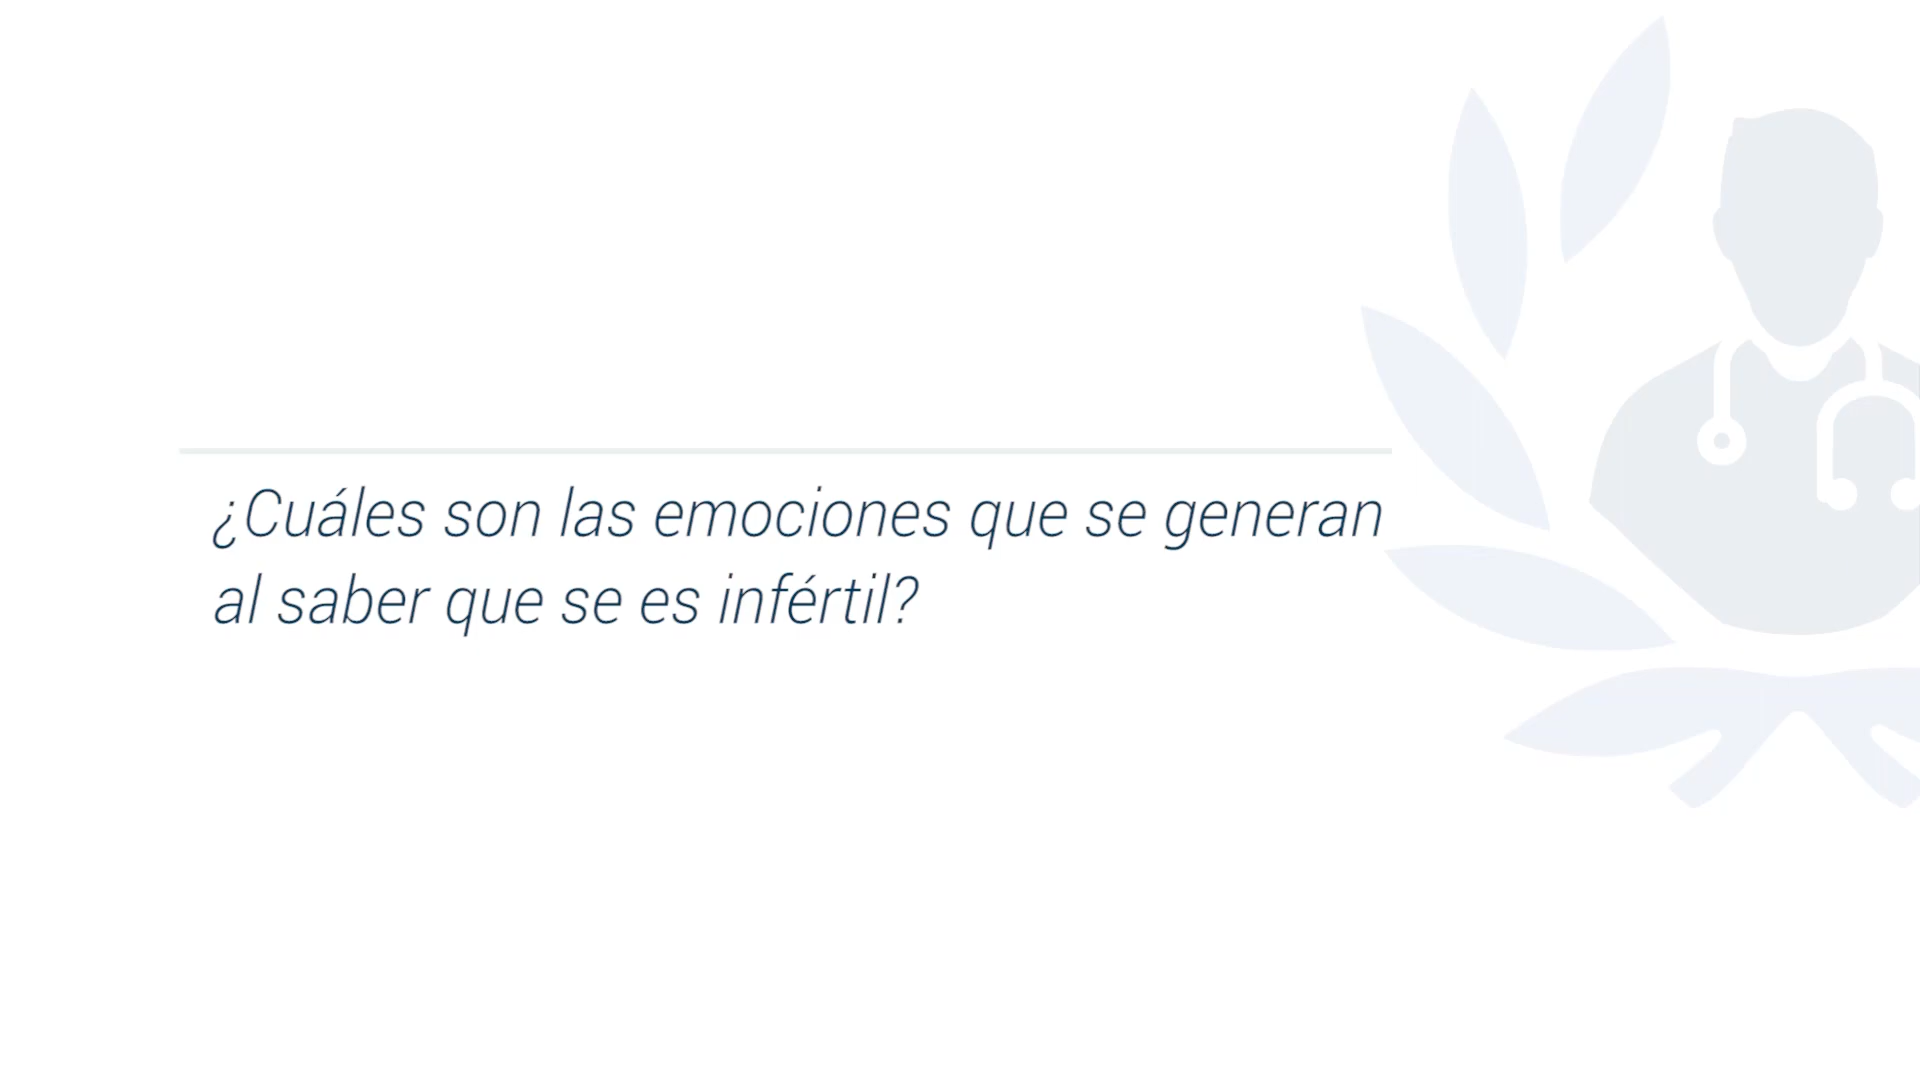 ¿Cuáles son las emociones que se generan
al saber que se es infértil?